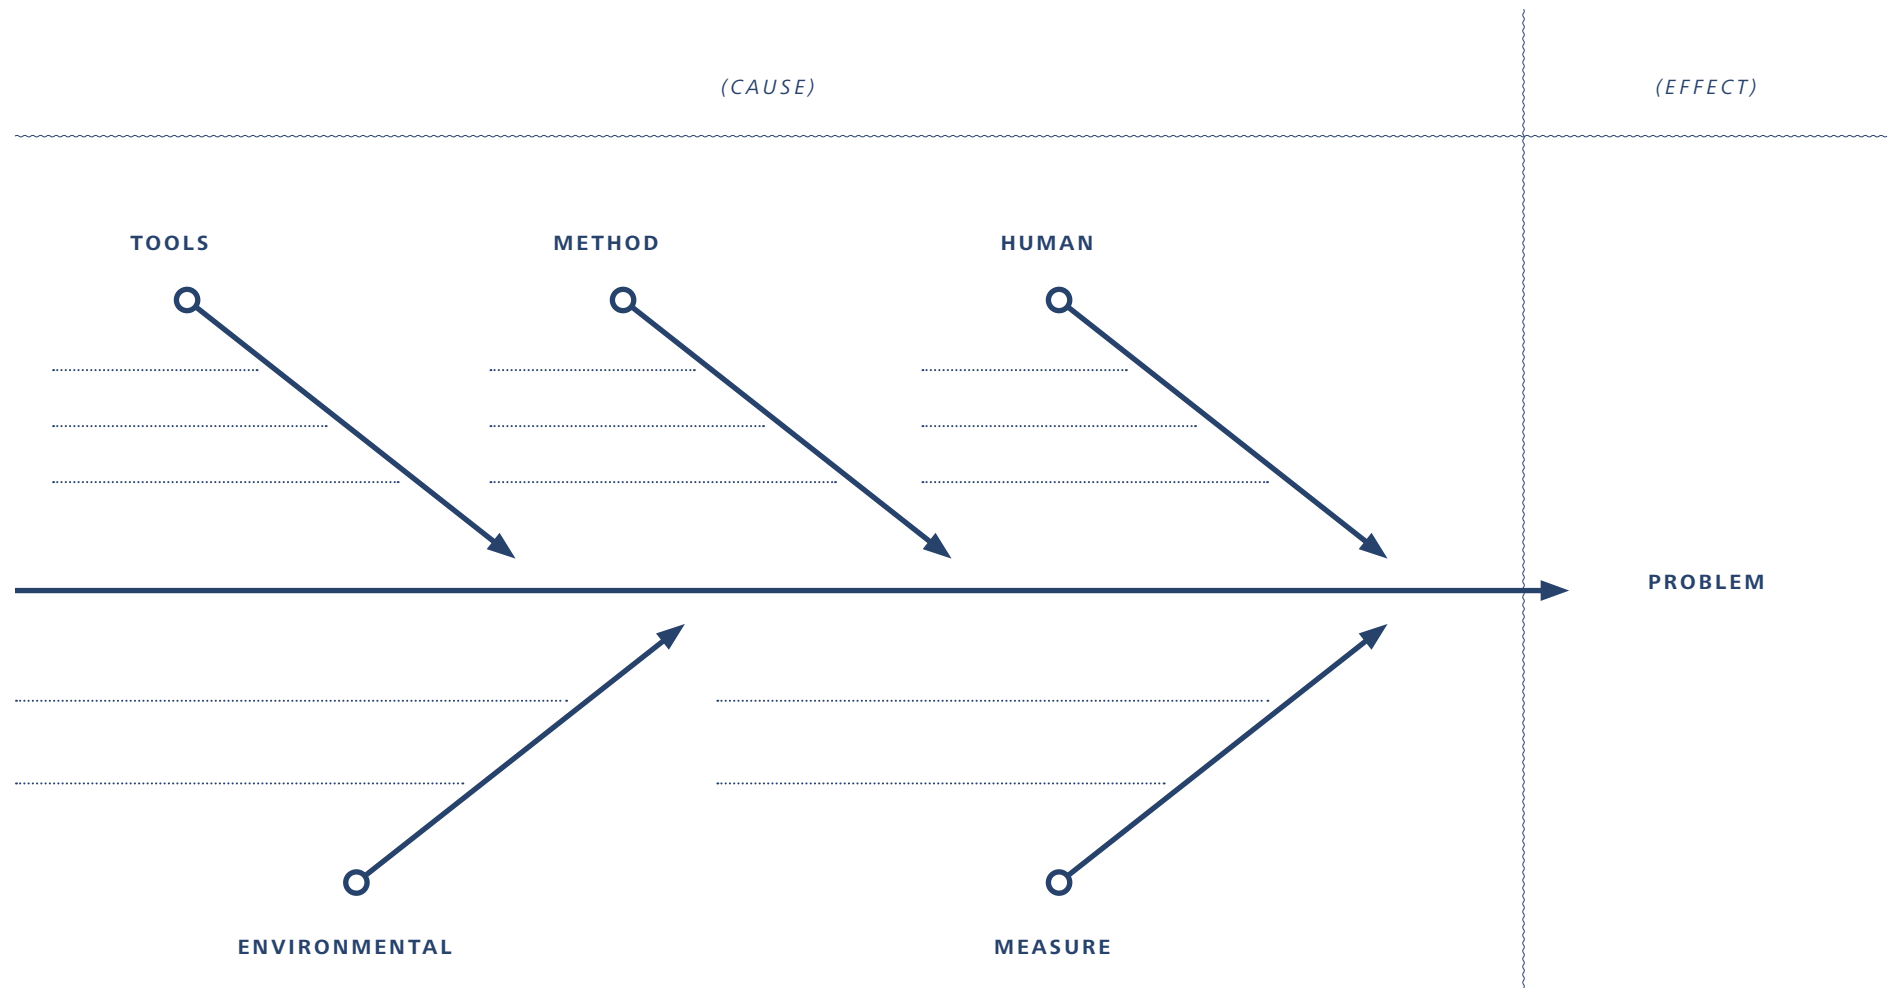 (CAUSE)
(EFFECT)
TOOLS
METHOD
HUMAN
PROBLEM
ENVIRONMENTAL
MEASURE